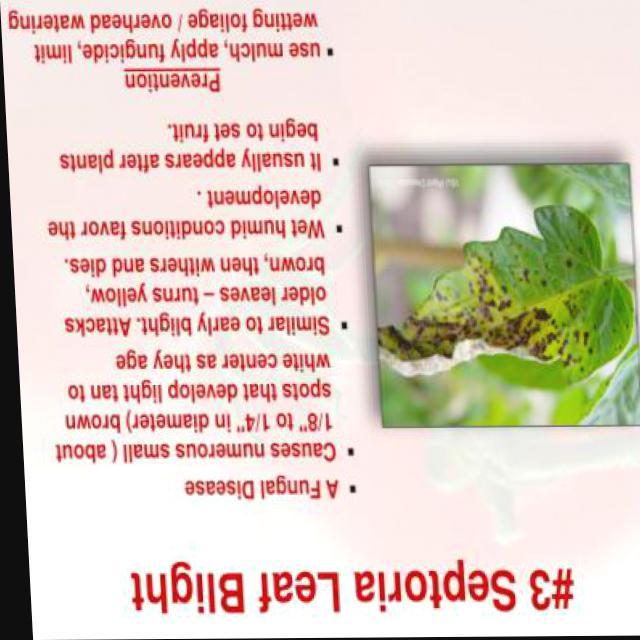 #3 Septoria Leaf Blight
▪ A Fungal Disease
▪ Causes numerous small ( about
1/8" to 1/4" in diameter) brown
spots that develop light tan to
white center as they age
▪ Similar to early blight. Attacks
older leaves – turns yellow,
brown, then withers and dies.
▪ Wet humid conditions favor the
development .
▪ It usually appears after plants
begin to set fruit.
Prevention
▪ use mulch, apply fungicide, limit
wetting foliage / overhead watering